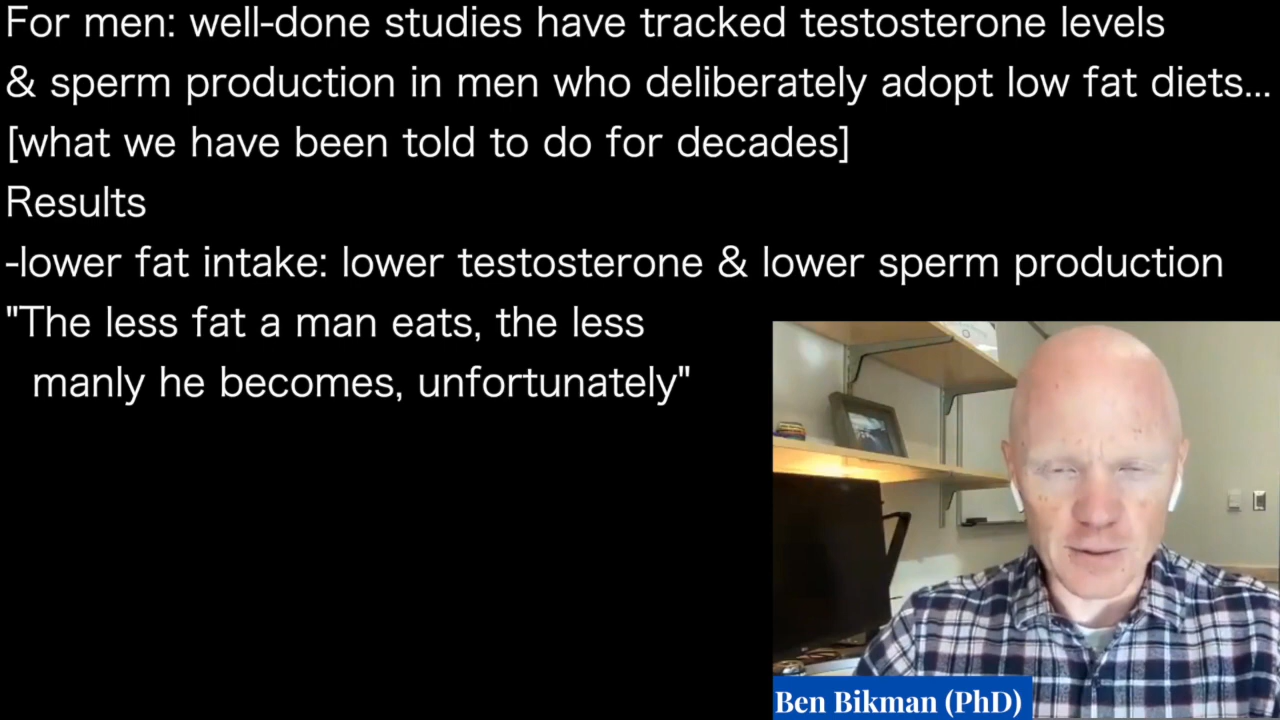 For men: well-done studies have tracked testosterone levels
& sperm production in men who deliberately adopt low fat diets...
[what we have been told to do for decades]
Results
-lower fat intake: lower testosterone & lower sperm production
"The less fat a man eats, the less
manly he becomes, unfortunately"
Ben Bikman (PhD)